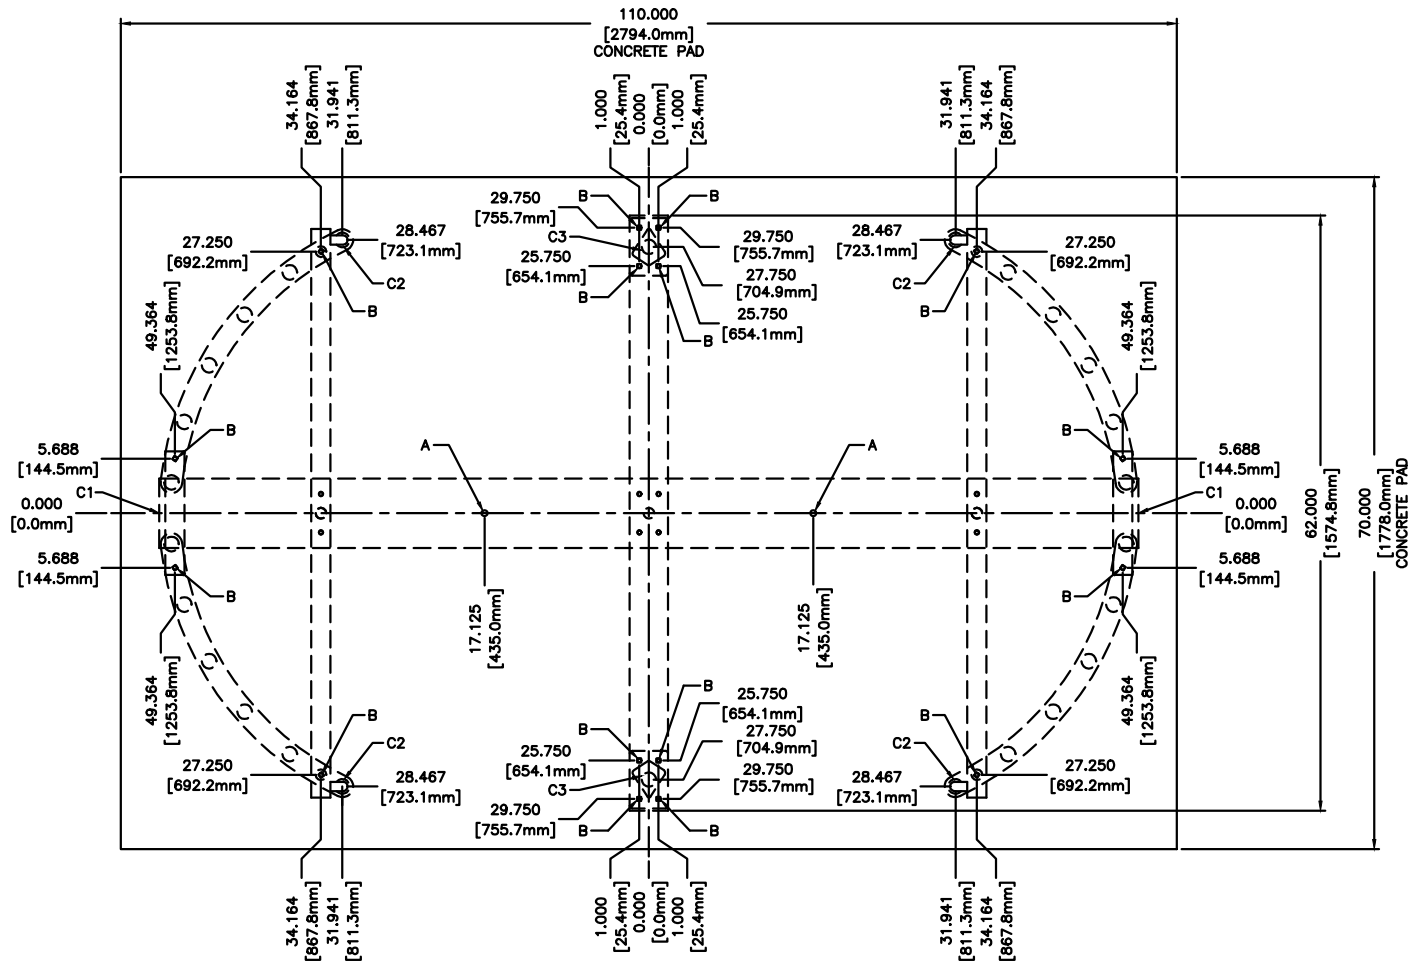 110.000
[2794.0mm]
CONCRETE PAD
34.164
[867.8mm]
31.941
[811.3mm]
1.000
[25.4mm]
0.000
[0.0mm]
1.000
[25.4mm]
31.941
[811.3mm]
34.164
[867.8mm]
B
B
29.750
[755.7mm]
C3
29.750
[755.7mm]
25.750
[654.1mm]
27.750
[704.9mm]
B
25.750
[654.1mm]
B
27.250
[692.2mm]
28.467
[723.1mm]
C2
B
28.467
[723.1mm]
27.250
[692.2mm]
C2
B
49.364
[1253.8mm]
49.364
[1253.8mm]
B
B
5.688
[144.5mm]
5.688
[144.5mm]
A
A
C1
0.000
[0.0mm]
C1
0.000
[0.0mm]
62.000
[1574.8mm]
70.000
[1778.0mm]
CONCRETE PAD
5.688
[144.5mm]
B
B
5.688
[144.5mm]
17.125
[435.0mm]
17.125
[435.0mm]
49.364
[1253.8mm]
49.364
[1253.8mm]
B
25.750
[654.1mm]
B
27.750
[704.9mm]
25.750
[654.1mm]
C3
29.750
[755.7mm]
29.750
[755.7mm]
B
B
B
C2
27.250
[692.2mm]
28.467
[723.1mm]
B
C2
28.467
[723.1mm]
27.250
[692.2mm]
34.164
[867.8mm]
31.941
[811.3mm]
1.000
[25.4mm]
0.000
[0.0mm]
1.000
[25.4mm]
31.941
[811.3mm]
34.164
[867.8mm]